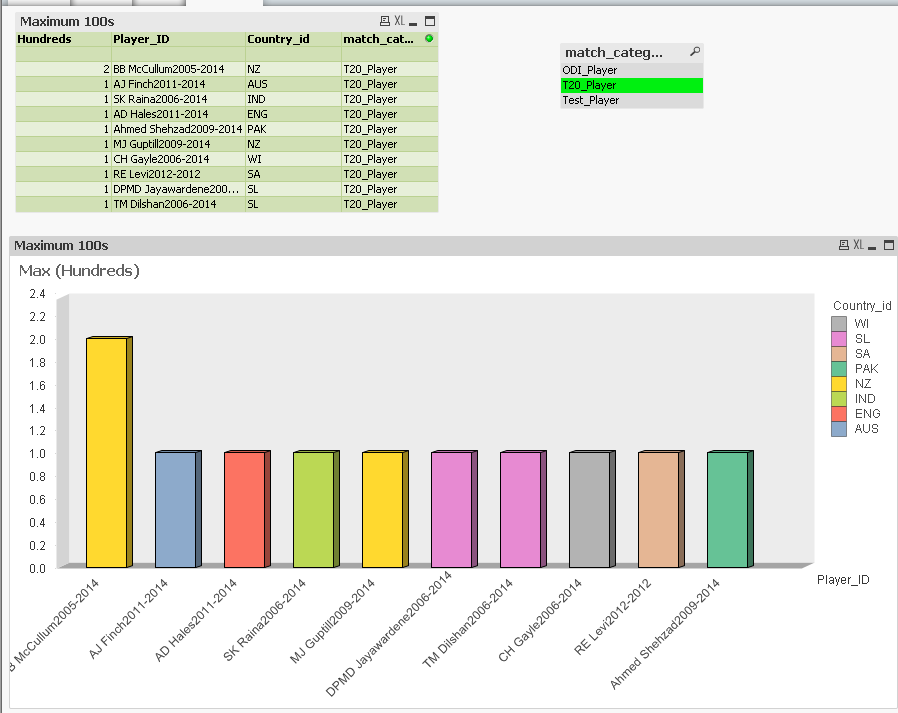 Maximum 100s XL
Hundreds Player_ID Country_id match_cat...
2 BB McCullum2005-2014 NZ T20_Player
1 AJ Finch2011-2014 AUS T20_Player
1 SK Raina2006-2014 IND T20_Player
1 AD Hales2011-2014 ENG T20_Player
1 Ahmed Shehzad2009-2014 PAK T20_Player
1 MJ Guptill2009-2014 NZ T20_Player
1 CH Gayle2006-2014 WI T20_Player
1 RE Levi2012-2012 SA T20_Player
1 DPMD Jayawardene200... SL T20_Player
1 TM Dilshan2006-2014 SL T20_Player
match_categ...
ODI_Player
T20_Player
Test_Player
Maximum 100s XL
Max (Hundreds)
2.4
2.2
2.0
1.8
1.6
1.4
1.2
1.0
0.8
0.6
0.4
0.2
0.0
B McCullum2005-2014
AJ Finch2011-2014
AD Hales2011-2014
SK Raina2006-2014
MJ Guptill2009-2014
DPMD Jayawardene2006-2014
TM Dilshan2006-2014
CH Gayle2006-2014
RE Levi2012-2012
Ahmed Shehzad2009-2014
Player_ID
Country_id
WI
SL
SA
PAK
NZ
IND
ENG
AUS